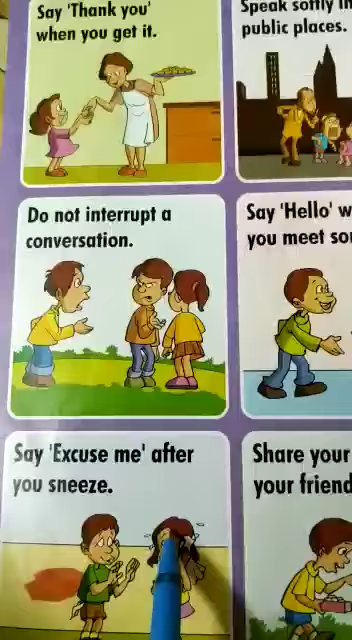 Say 'Thank you'
when you get it.
Speak softly in
public places.
Do not interrupt a
conversation.
Say 'Hello' w
you meet so
Say 'Excuse me' after
you sneeze.
Share your
your friend